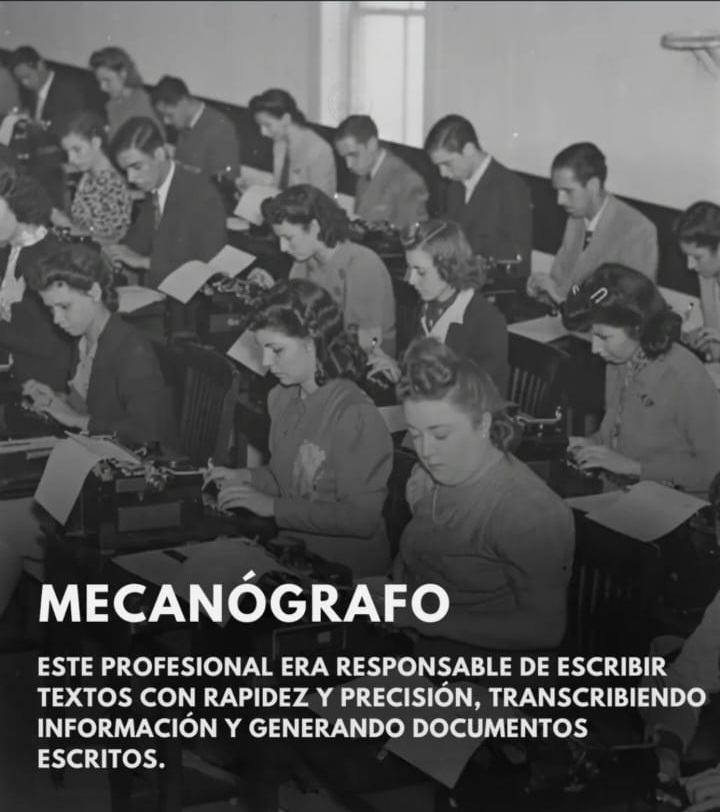 MECANÓGRAFO
ESTE PROFESIONAL ERA RESPONSABLE DE ESCRIBIR
TEXTOS CON RAPIDEZ Y PRECISIÓN, TRANSCRIBIENDO
INFORMACIÓN Y GENERANDO DOCUMENTOS
ESCRITOS.